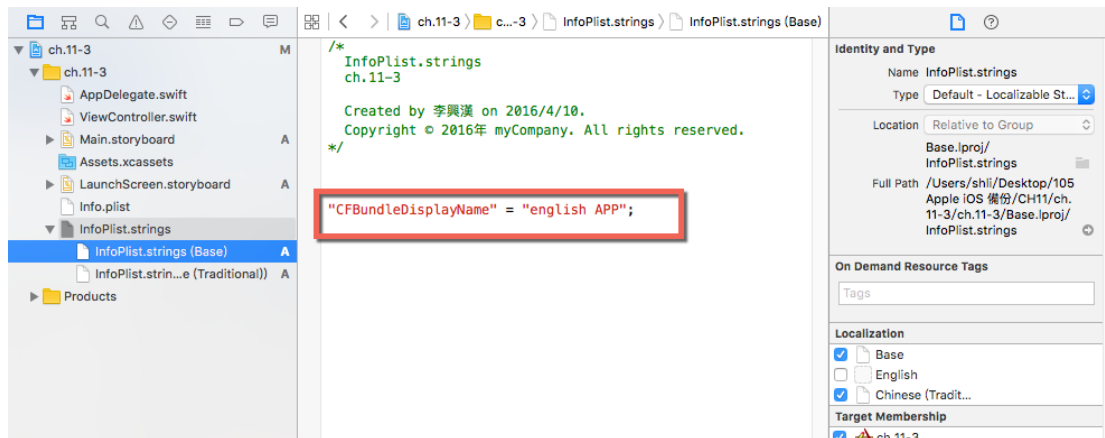 ch.11-3
M
ch.11-3
AppDelegate.swift
ViewController.swift
Main.storyboard
A
Assets.xcassets
LaunchScreen.storyboard
A
Info.plist
InfoPlist.strings
InfoPlist.strings (Base)
A
InfoPlist.strin...e (Traditional))
A
Products
ch.11-3 〉 c...-3 〉 InfoPlist.strings 〉 InfoPlist.strings (Base)
/*
InfoPlist.strings
ch.11-3
Created by 李興漢 on 2016/4/10.
Copyright © 2016年 myCompany. All rights reserved.
*/
"CFBundleDisplayName" = "english APP";
Identity and Type
Name InfoPlist.strings
Type Default - Localizable St...
Location Relative to Group
Base.lproj/
InfoPlist.strings
Full Path /Users/shli/Desktop/105
Apple iOS 備份/CH11/ch.
11-3/ch.11-3/Base.lproj/
InfoPlist.strings
On Demand Resource Tags
Tags
Localization
Base
English
Chinese (Tradit...
Target Membership
ch.11-3